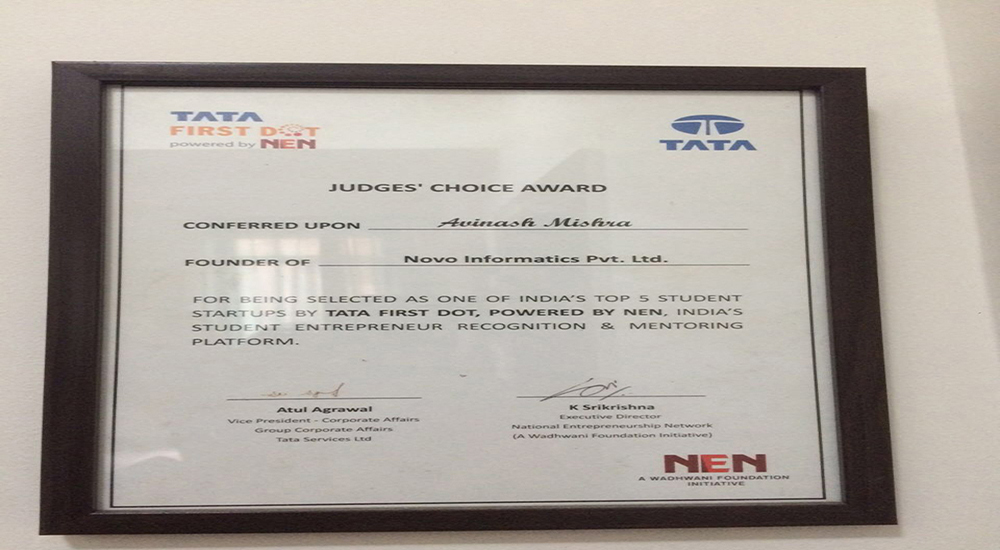 TATA
FIRST DOT
powered by NEN
TATA
JUDGES' CHOICE AWARD
CONFERRED UPON Avinash Mishra
FOUNDER OF Novo Informatics Pvt. Ltd.
FOR BEING SELECTED AS ONE OF INDIA'S TOP 5 STUDENT
STARTUPS BY TATA FIRST DOT, POWERED BY NEN, INDIA'S
STUDENT ENTREPRENEUR RECOGNITION & MENTORING
PLATFORM.
Atul Agrawal
Vice President - Corporate Affairs
Group Corporate Affairs
Tata Services Ltd
K Srikrishna
Executive Director
National Entrepreneurship Network
(A Wadhwani Foundation Initiative)
NEN
A WADHWANI FOUNDATION
INITIATIVE